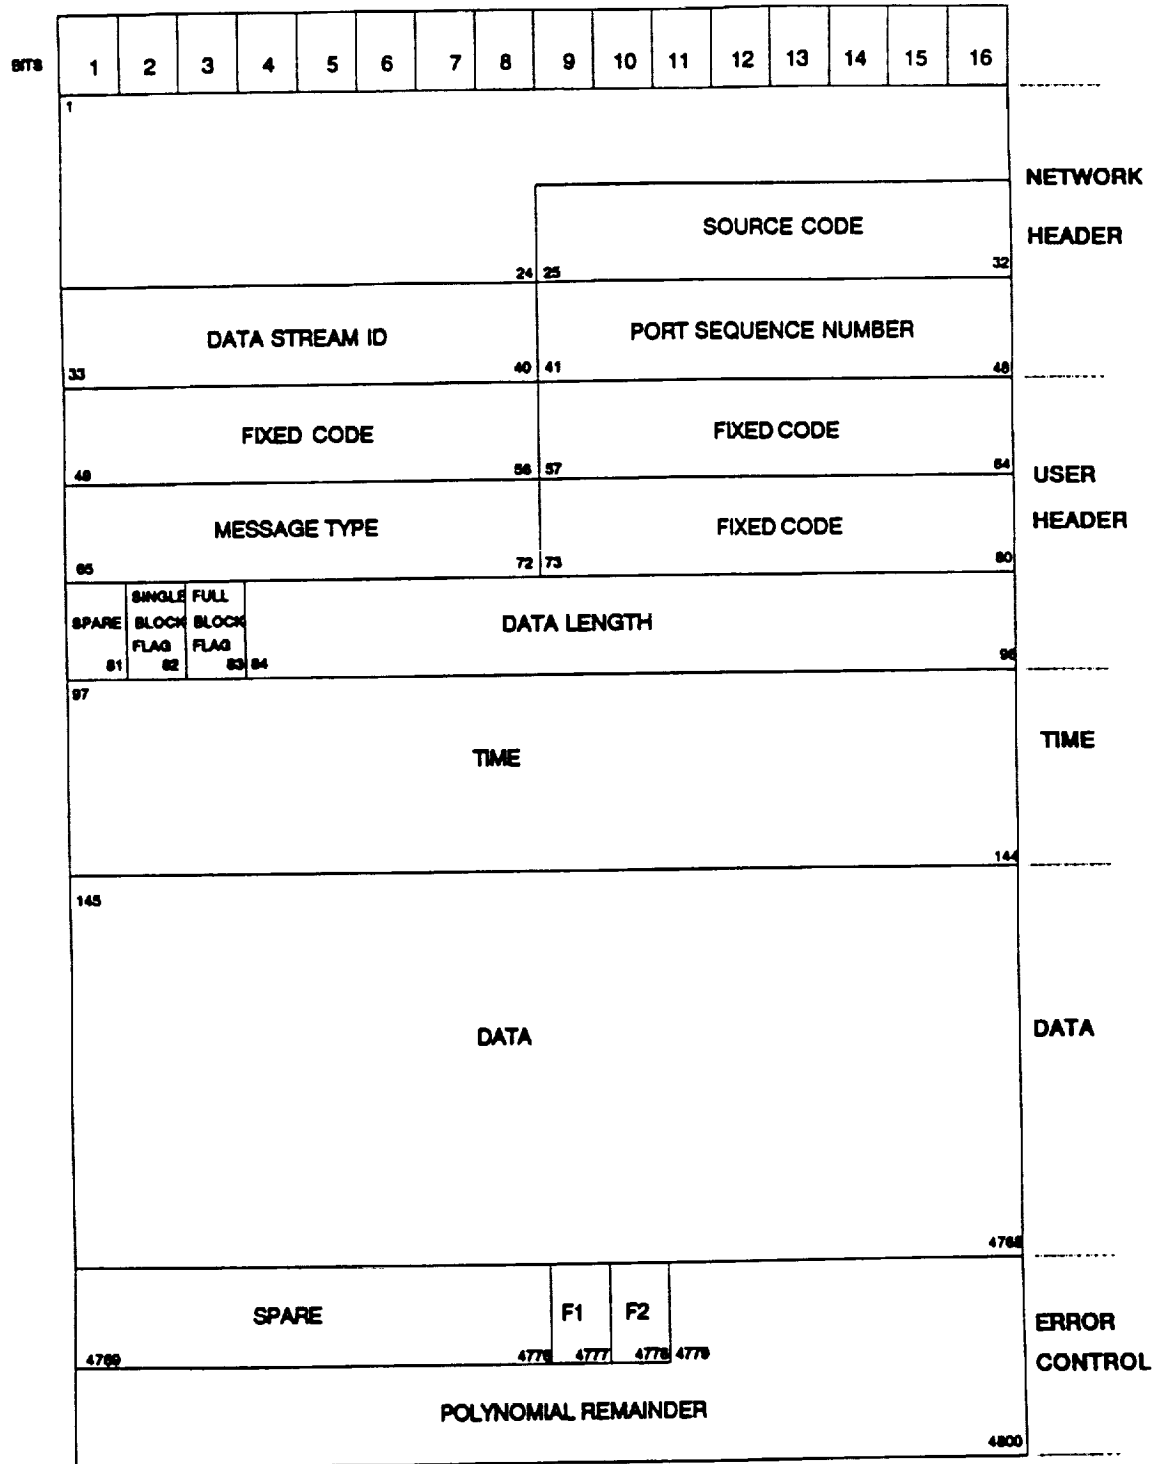 BITS 1 2 3 4 5 6 7 8 9 10 11 12 13 14 15 16
1
NETWORK
SOURCE CODE
HEADER
24 25 32
DATA STREAM ID PORT SEQUENCE NUMBER
33 40 41 48
FIXED CODE FIXED CODE
49 56 57 64
USER
MESSAGE TYPE FIXED CODE
HEADER
65 72 73 80
SINGLE FULL
SPARE BLOCK BLOCK DATA LENGTH
FLAG FLAG
81 82 83 84 96
97
TIME TIME
144
145
DATA DATA
4768
SPARE F1 F2
ERROR
4769 4776 4777 4778 4779
CONTROL
POLYNOMIAL REMAINDER
4800